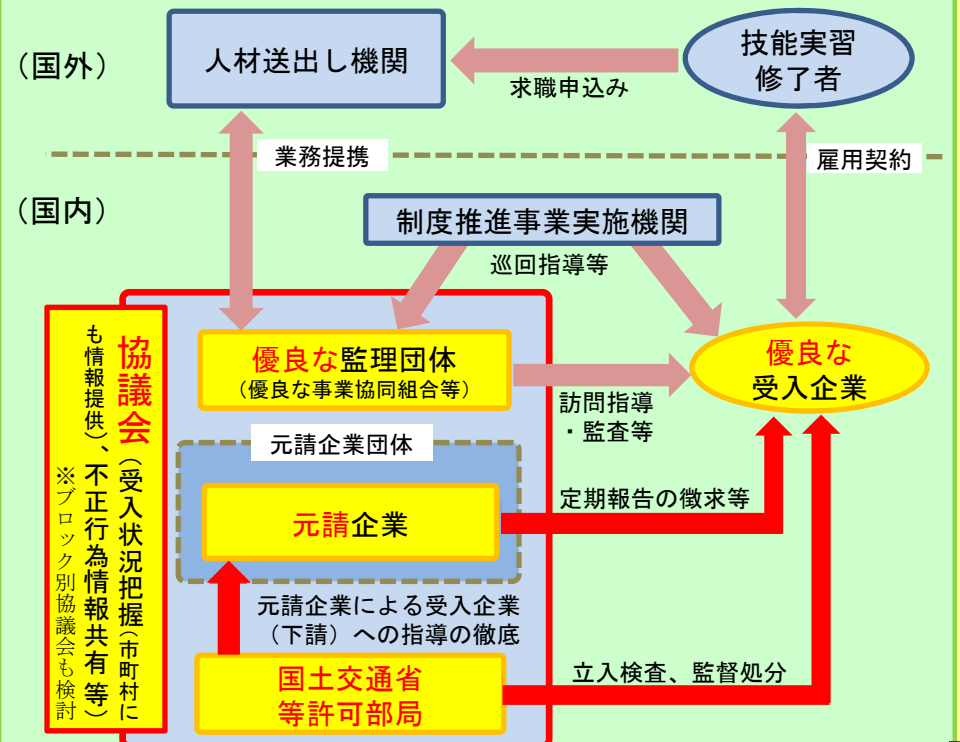 （国外）
人材送出し機関
求職申込み
技能実習
修了者
業務提携
雇用契約
（国内）
制度推進事業実施機関
巡回指導等
協議会（受入状況把握（市町村に
も情報提供）、不正行為情報共有等）
※ブロック別協議会も検討
優良な監理団体
（優良な事業協同組合等）
訪問指導
・監査等
優良な
受入企業
元請企業団体
元請企業
定期報告の徴求等
元請企業による受入企業
（下請）への指導の徹底
国土交通省
等許可部局
立入検査、監督処分